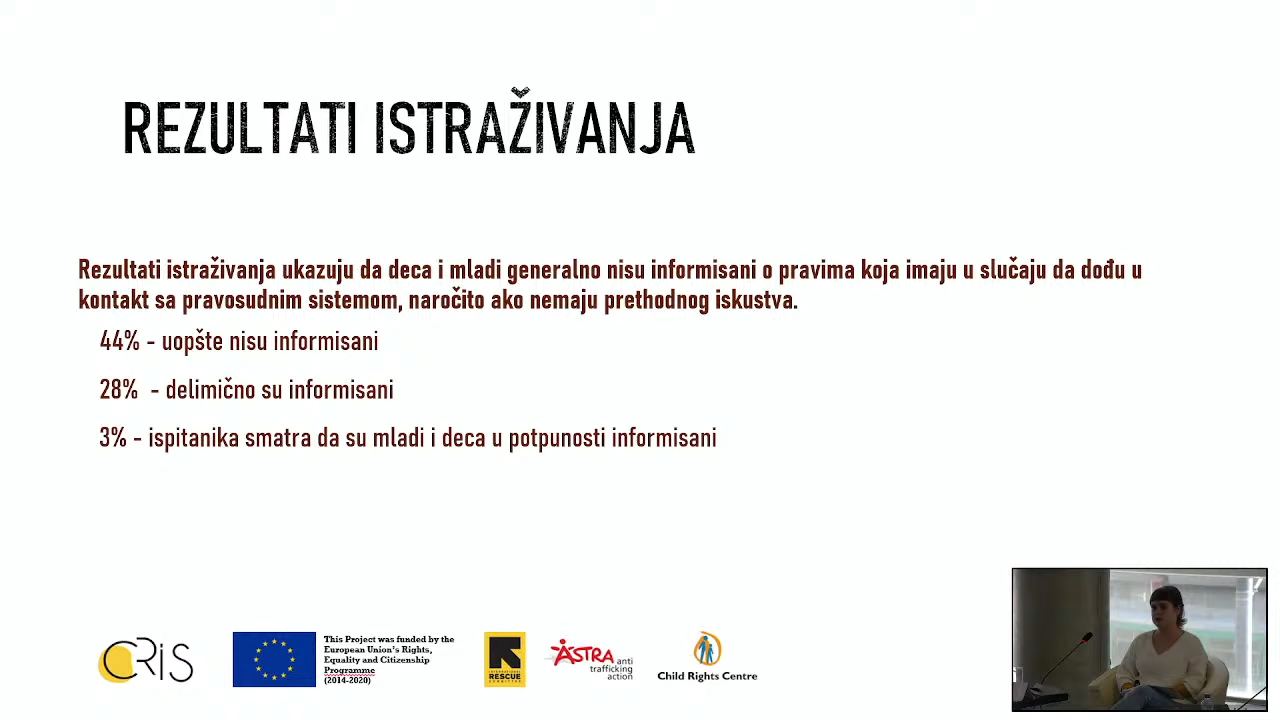 REZULTATI ISTRAŽIVANJA
Rezultati istraživanja ukazuju da deca i mladi generalno nisu informisani o pravima koja imaju u slučaju da dođu u
kontakt sa pravosudnim sistemom, naročito ako nemaju prethodnog iskustva.
44% - uopšte nisu informisani
28% - delimično su informisani
3% - ispitanika smatra da su mladi i deca u potpunosti informisani
CRiS
This Project was funded by the
European Union's Rights,
Equality and Citizenship
Programme
(2014-2020)
INTERNATIONAL
RESCUE
COMMITTEE
ASTRA anti
trafficking
action
Child Rights Centre